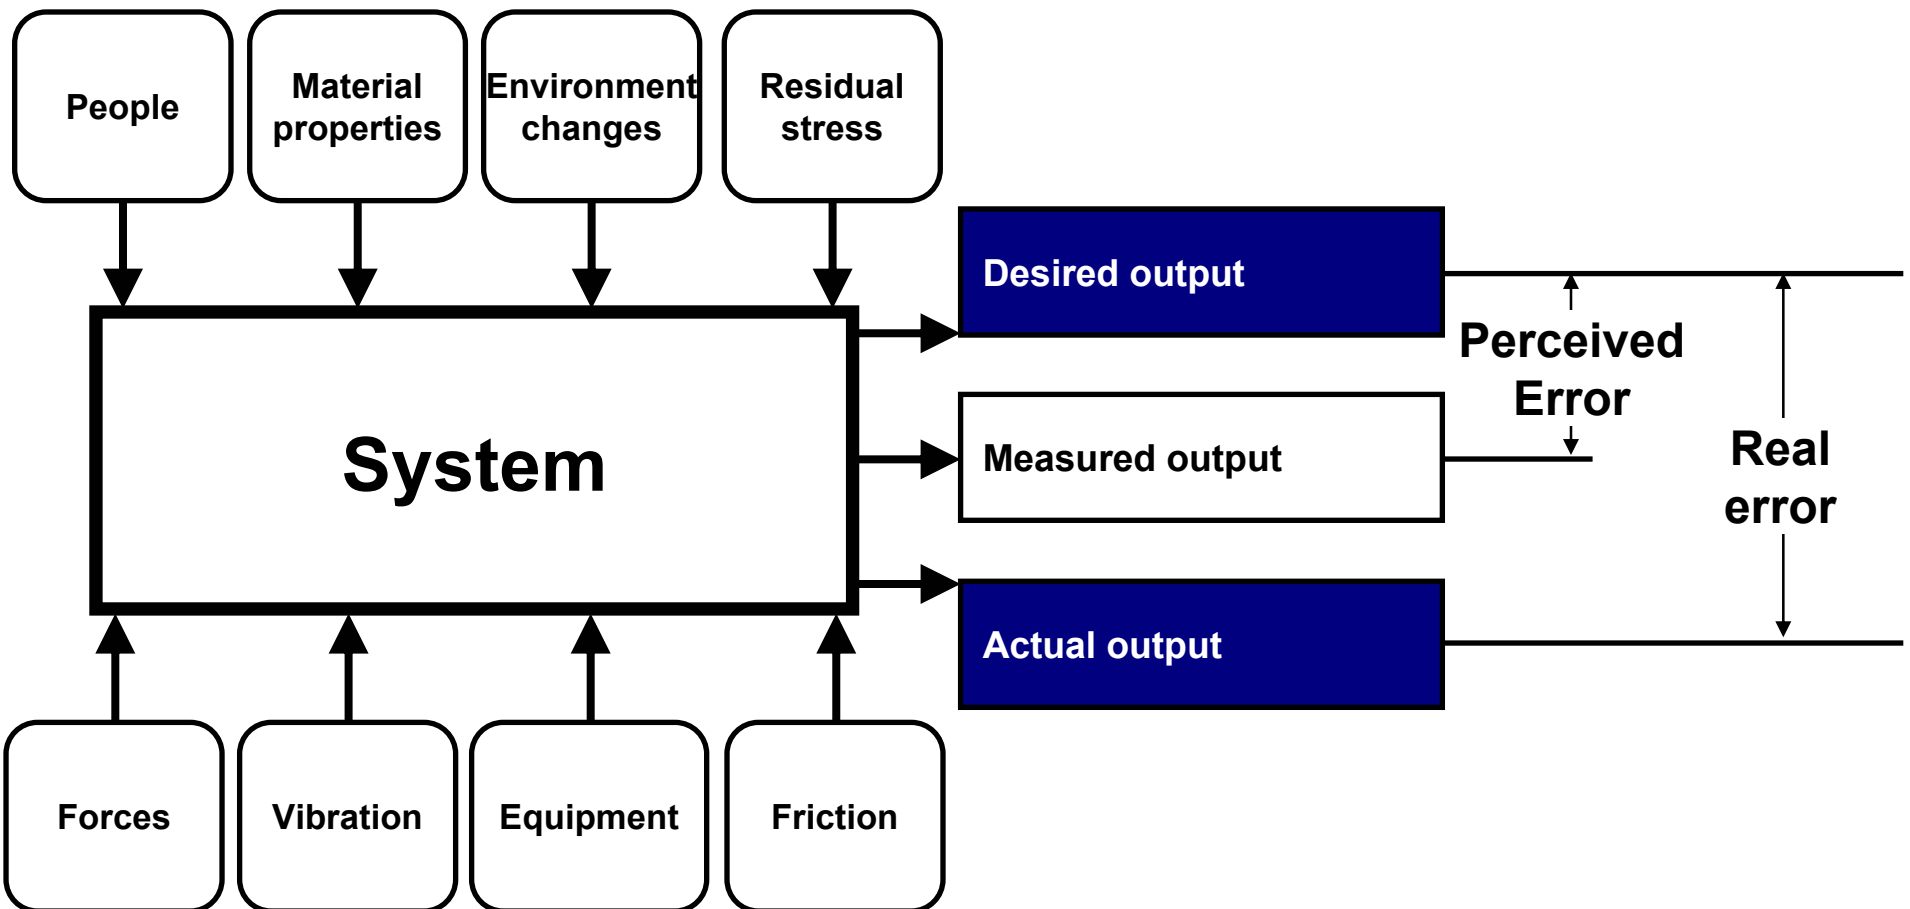 People
Material
properties
Environment
changes
Residual
stress
Desired output
Perceived
Error
System
Measured output
Real
error
Actual output
Forces
Vibration
Equipment
Friction